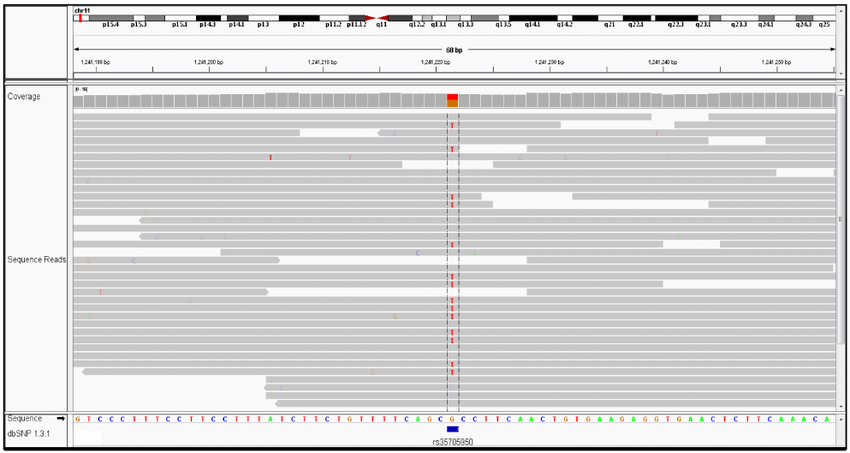 chr11
p15.4 p15.3 p15.1 p14.3 p14.1 p13 p12 p11.2 p11.12 q11 q12.2 q13.1 q13.3 q13.5 q14.1 q14.2 q21 q22.1 q22.3 q23.1 q23.3 q24.1 q24.3 q25
68 bp
1,241,190 bp 1,241,200 bp 1,241,210 bp 1,241,220 bp 1,241,230 bp 1,241,240 bp 1,241,250 bp
Coverage
T
T
T
T
T
T
C
Sequence Reads
T
T
T
T
T
T
G T
T
T
T
T
Sequence
G T C C C T T T C C T T C C T T T A T C T T C T G T T T T C A G C G C C T T C A A C T G T G A A G A G G T G A A C T C T T C A A A C A
dbSNP 1.3.1
rs35705950